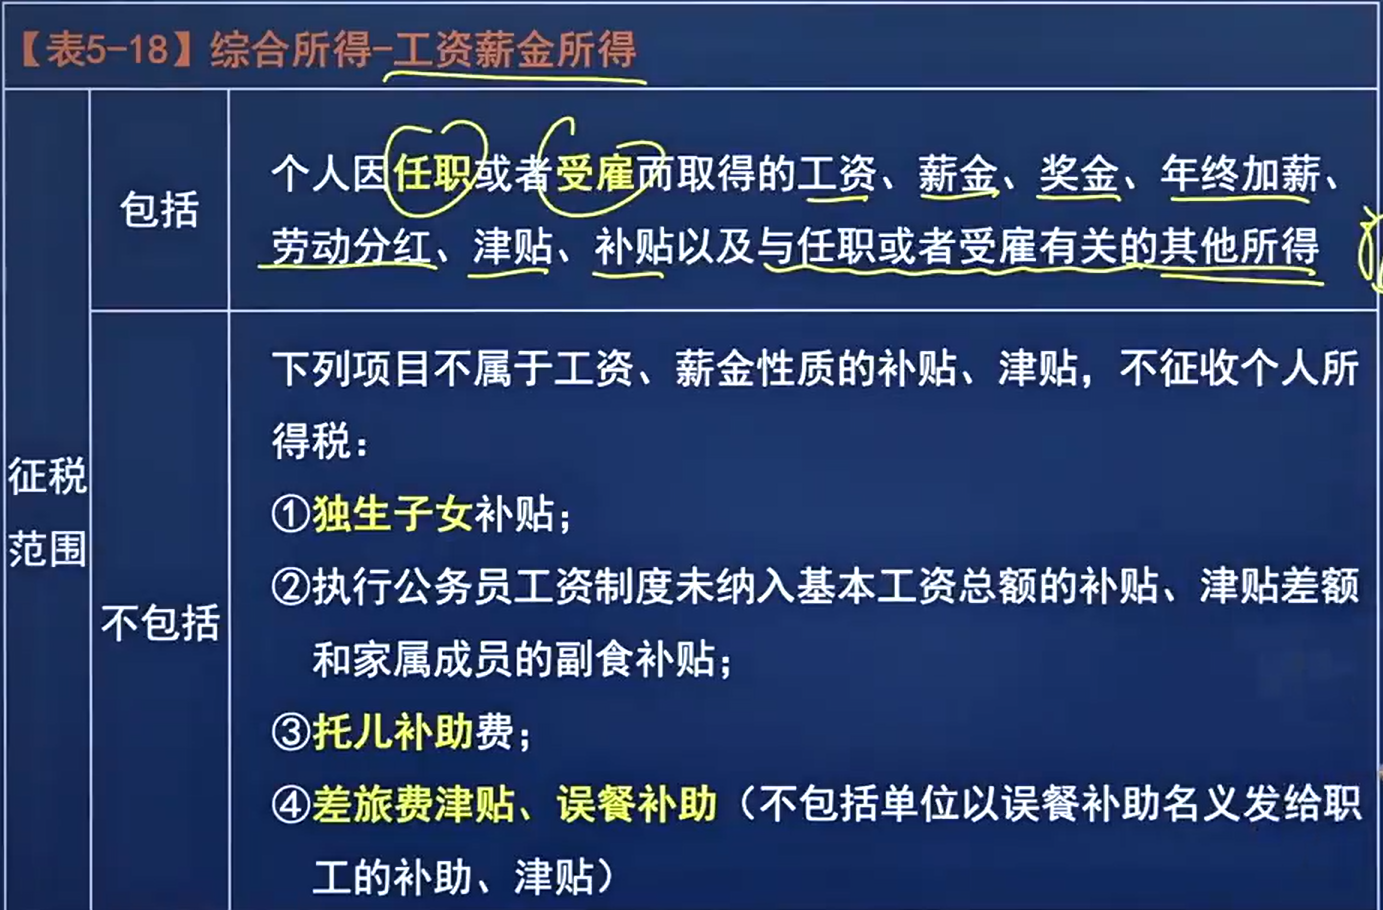 【表5-18】综合所得-工资薪金所得
征税
范围
包括
个人因任职或者受雇而取得的工资、薪金、奖金、年终加薪、
劳动分红、津贴、补贴以及与任职或者受雇有关的其他所得
不包括
下列项目不属于工资、薪金性质的补贴、津贴，不征收个人所
得税：
①独生子女补贴；
②执行公务员工资制度未纳入基本工资总额的补贴、津贴差额
和家属成员的副食补贴；
③托儿补助费；
④差旅费津贴、误餐补助（不包括单位以误餐补助名义发给职
工的补助、津贴）